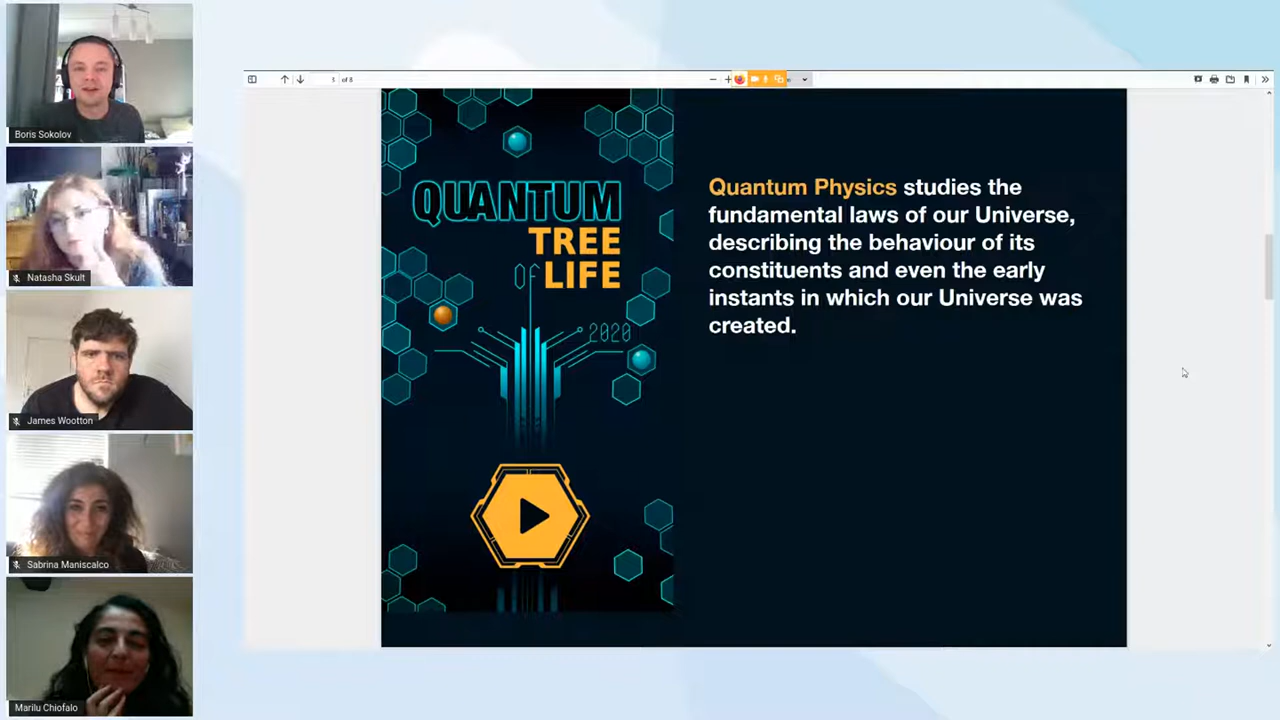 Boris Sokolov
Natasha Skult
James Wootton
Sabrina Maniscalco
Marilu Chiofalo
of 8
QUANTUM
TREE
OF LIFE
2020
Quantum Physics studies the
fundamental laws of our Universe,
describing the behaviour of its
constituents and even the early
instants in which our Universe was
created.